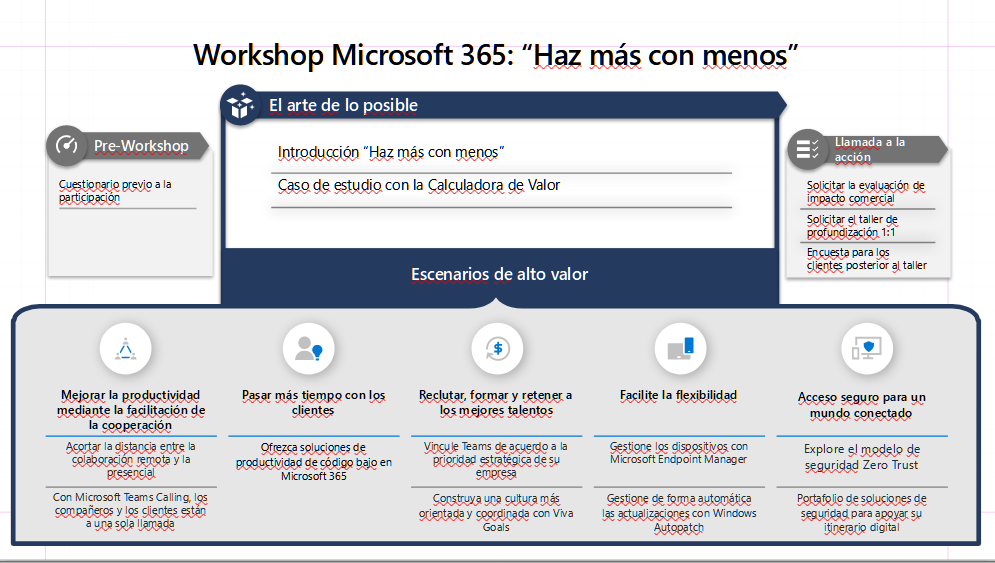 Workshop Microsoft 365: “Haz más con menos”
El arte de lo posible
Pre-Workshop
Cuestionario previo a la
participación
Introducción “Haz más con menos”
Caso de estudio con la Calculadora de Valor
Llamada a la
acción
Solicitar la evaluación de
impacto comercial
Solicitar el taller de
profundización 1:1
Encuesta para los
clientes posterior al taller
Escenarios de alto valor
Mejorar la productividad
mediante la facilitación de
la cooperación
Acortar la distancia entre la
colaboración remota y la
presencial
Con Microsoft Teams Calling, los
compañeros y los clientes están
a una sola llamada
Pasar más tiempo con los
clientes
Ofrezca soluciones de
productividad de código bajo en
Microsoft 365
Reclutar, formar y retener a
los mejores talentos
Vincule Teams de acuerdo a la
prioridad estratégica de su
empresa
Construya una cultura más
orientada y coordinada con Viva
Goals
Facilite la flexibilidad
Gestione los dispositivos con
Microsoft Endpoint Manager
Gestione de forma automática
las actualizaciones con Windows
Autopatch
Acceso seguro para un
mundo conectado
Explore el modelo de
seguridad Zero Trust
Portafolio de soluciones de
seguridad para apoyar su
itinerario digital